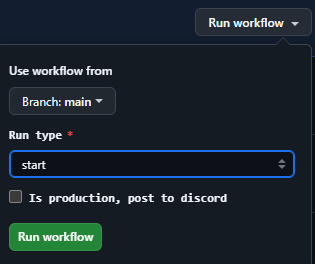 Run workflow
Use workflow from
Branch: main
Run type *
start
Is production, post to discord
Run workflow